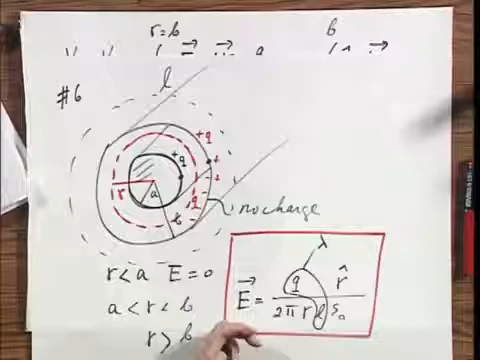 r=b b
#6 l
+q
+q
r a
-q
b
no charge
r<a E=0
a<r<b
r>b
λ
E = q r̂
2π r l ε₀